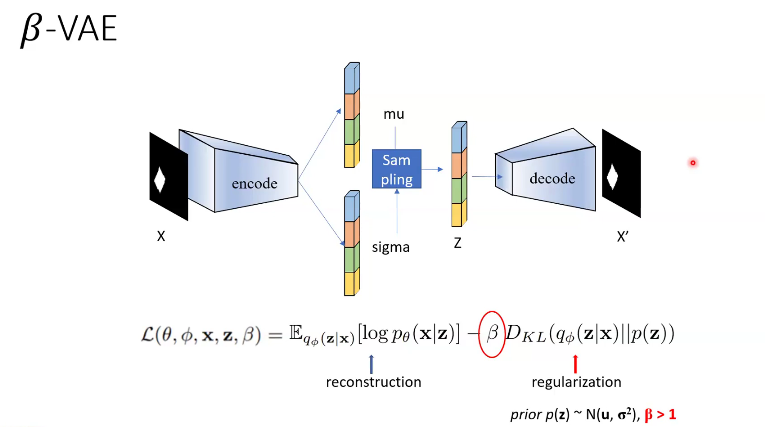 β-VAE
mu
encode
Sam
pling
decode
X
sigma
Z
X’
ℒ(θ, ϕ, x, z, β) = 𝔼_{q_ϕ(z|x)}[log p_θ(x|z)] − β D_{KL}(q_ϕ(z|x)||p(z))
reconstruction
regularization
prior p(z) ~ N(u, σ²), β > 1